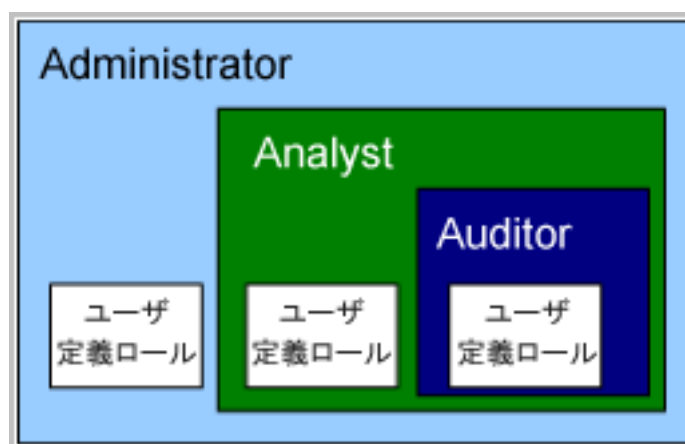 Administrator
Analyst
Auditor
ユーザ
定義ロール
ユーザ
定義ロール
ユーザ
定義ロール